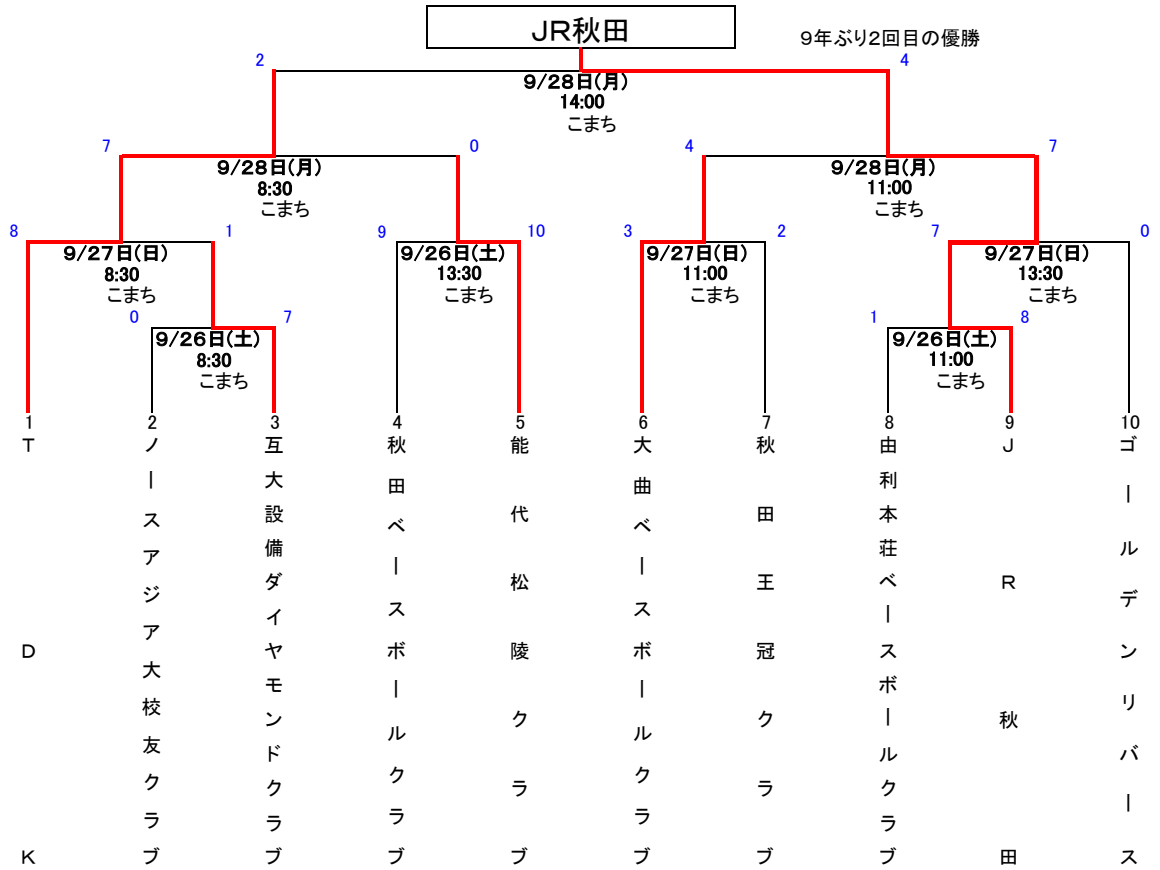 JR秋田
9年ぶり2回目の優勝
2
4
9/28日(月)
14:00
こまち
7
0
4
7
9/28日(月)
8:30
こまち
9/28日(月)
11:00
こまち
8
1
9
10
3
2
7
0
9/27日(日)
8:30
こまち
9/26日(土)
13:30
こまち
9/27日(日)
11:00
こまち
9/27日(日)
13:30
こまち
0
7
1
8
9/26日(土)
8:30
こまち
9/26日(土)
11:00
こまち
1
TDK
2
ノースアジア大校友クラブ
3
互大設備ダイヤモンドクラブ
4
秋田ベースボールクラブ
5
能代松陵クラブ
6
大曲ベースボールクラブ
7
秋田王冠クラブ
8
由利本荘ベースボールクラブ
9
JR秋田
10
ゴールデンリバース